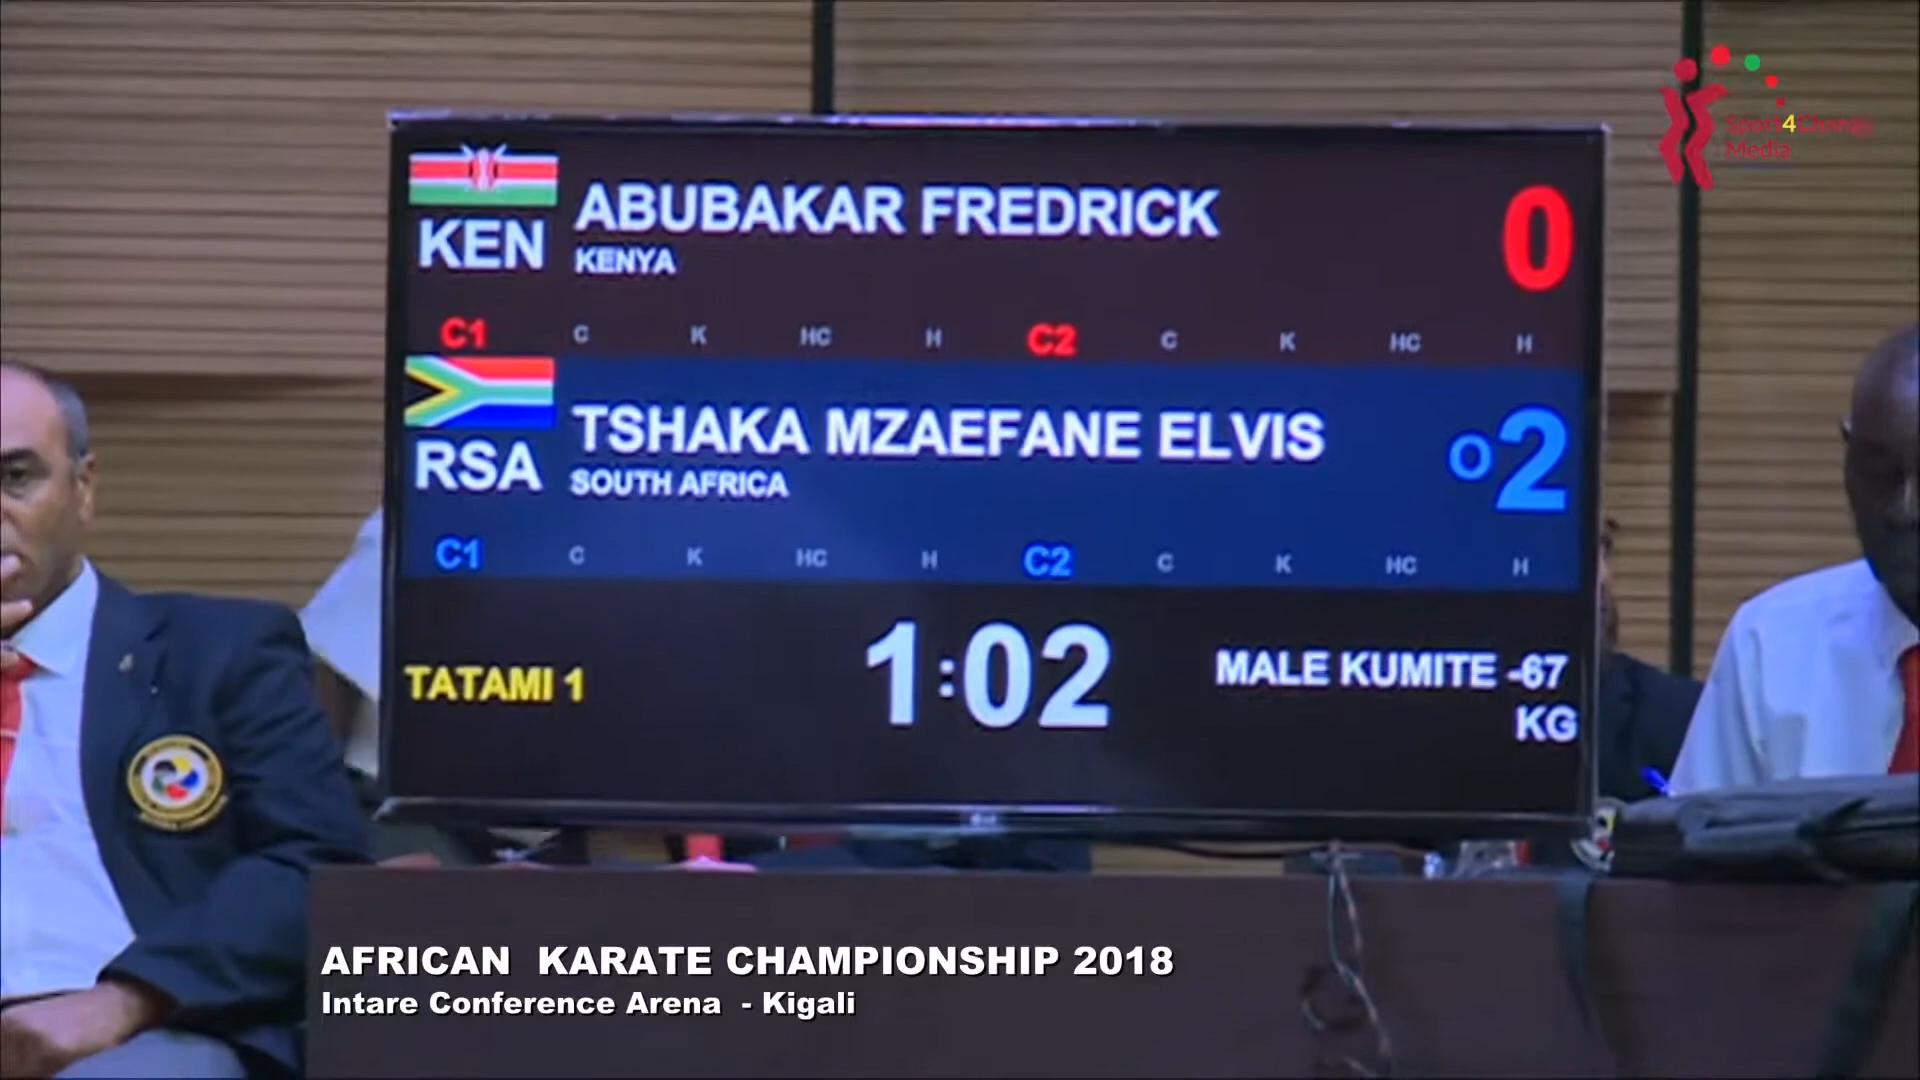 Sport4Change
Media
KEN
ABUBAKAR FREDRICK
KENYA
0
C1 C K HC H C2 C K HC H
RSA
TSHAKA MZAEFANE ELVIS
SOUTH AFRICA
O2
C1 C K HC H C2 C K HC H
TATAMI 1
1:02
MALE KUMITE -67
KG
AFRICAN KARATE CHAMPIONSHIP 2018
Intare Conference Arena - Kigali